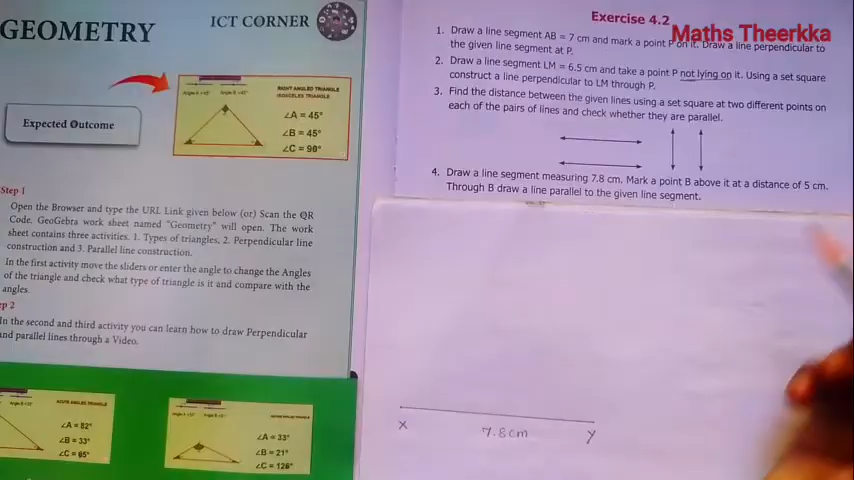 GEOMETRY
ICT CORNER
Expected Outcome
RIGHT ANGLED TRIANGLE
ISOSCELES TRIANGLE
∠A = 45°
∠B = 45°
∠C = 90°
Step 1
Open the Browser and type the URL Link given below (or) Scan the QR
Code. GeoGebra work sheet named "Geometry" will open. The work
sheet contains three activities. 1. Types of triangles, 2. Perpendicular line
construction and 3. Parallel line construction.
In the first activity move the sliders or enter the angle to change the Angles
of the triangle and check what type of triangle is it and compare with the
angles
ep 2
In the second and third activity you can learn how to draw Perpendicular
and parallel lines through a Video.
ACUTE ANGLED TRIANGLE
∠A = 82°
∠B = 33°
∠C = 65°
∠A = 33°
∠B = 21°
∠C = 126°
Exercise 4.2
Maths Theerkka
1. Draw a line segment AB = 7 cm and mark a point P on it. Draw a line perpendicular to
the given line segment at P.
2. Draw a line segment LM = 6.5 cm and take a point P not lying on it. Using a set square
construct a line perpendicular to LM through P.
3. Find the distance between the given lines using a set square at two different points on
each of the pairs of lines and check whether they are parallel.
4. Draw a line segment measuring 7.8 cm. Mark a point B above it at a distance of 5 cm.
Through B draw a line parallel to the given line segment.
X 7.8cm y